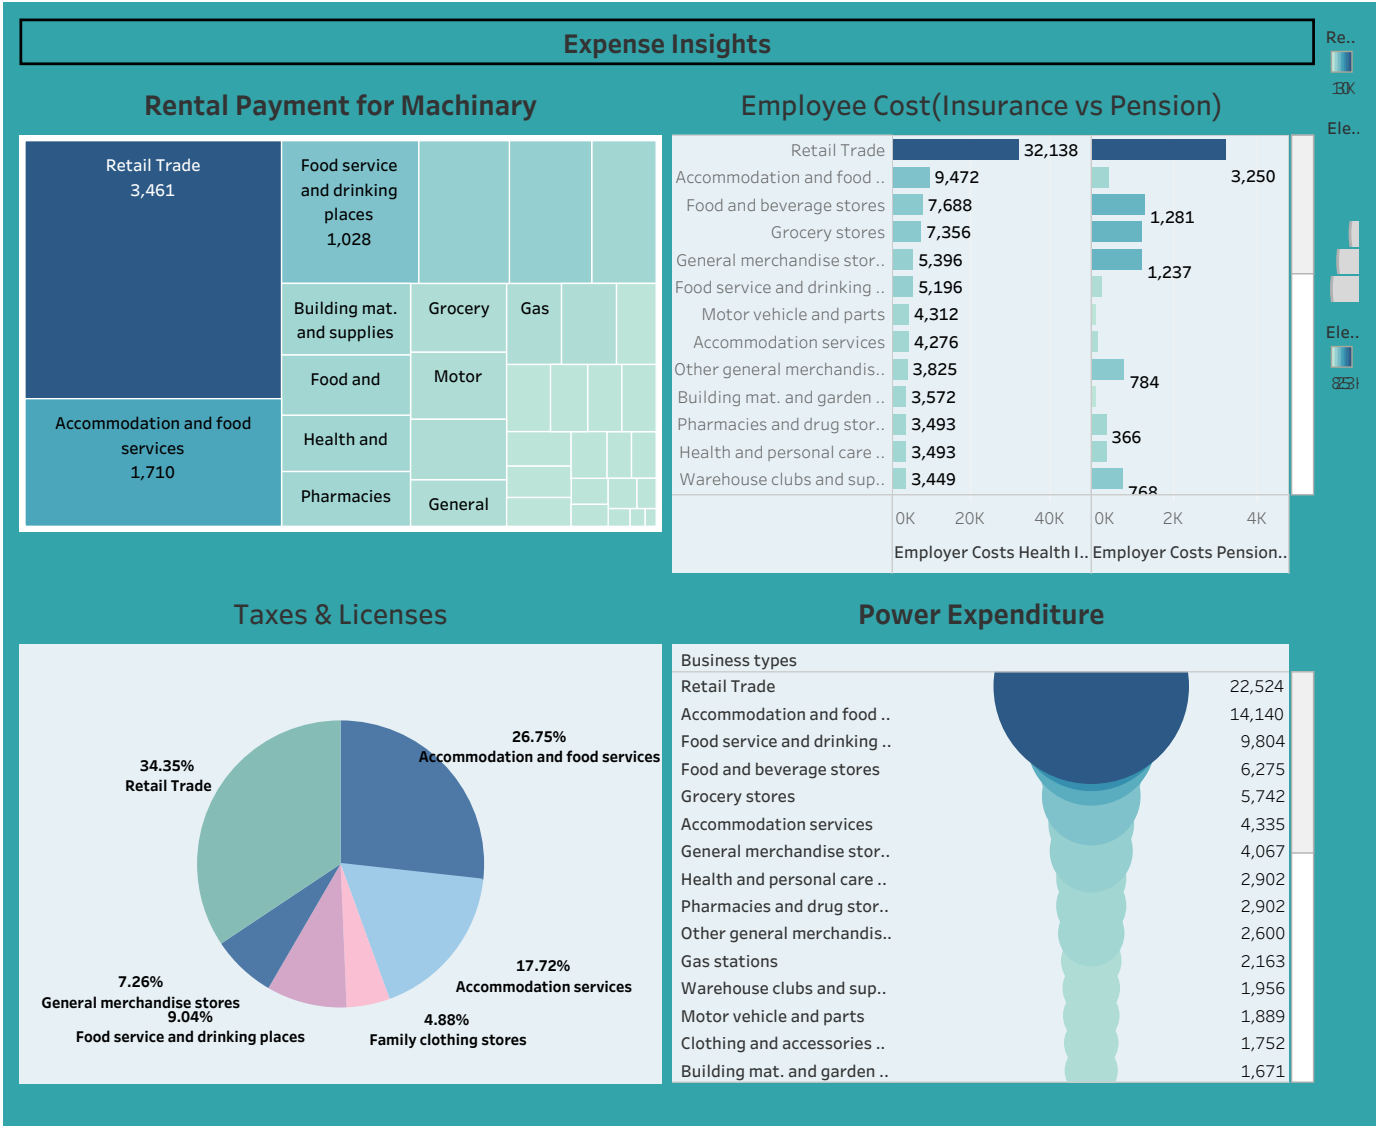 Expense Insights
Re..
Ele..
Ele..
Rental Payment for Machinary
Retail Trade
3,461
Accommodation and food
services
1,710
Food service
and drinking
places
1,028
Building mat.
and supplies
Food and
Health and
Pharmacies
Grocery
Motor
General
Gas
Employee Cost(Insurance vs Pension)
Retail Trade 32,138
Accommodation and food .. 9,472 3,250
Food and beverage stores 7,688 1,281
Grocery stores 7,356
General merchandise stor.. 5,396 1,237
Food service and drinking .. 5,196
Motor vehicle and parts 4,312
Accommodation services 4,276
Other general merchandis.. 3,825 784
Building mat. and garden .. 3,572
Pharmacies and drug stor.. 3,493 366
Health and personal care .. 3,493
Warehouse clubs and sup.. 3,449 768
0K 20K 40K 0K 2K 4K
Employer Costs Health I.. Employer Costs Pension..
Taxes & Licenses
26.75%
Accommodation and food services
34.35%
Retail Trade
17.72%
Accommodation services
7.26%
General merchandise stores
9.04%
Food service and drinking places
4.88%
Family clothing stores
Power Expenditure
Business types
Retail Trade 22,524
Accommodation and food .. 14,140
Food service and drinking .. 9,804
Food and beverage stores 6,275
Grocery stores 5,742
Accommodation services 4,335
General merchandise stor.. 4,067
Health and personal care .. 2,902
Pharmacies and drug stor.. 2,902
Other general merchandis.. 2,600
Gas stations 2,163
Warehouse clubs and sup.. 1,956
Motor vehicle and parts 1,889
Clothing and accessories .. 1,752
Building mat. and garden .. 1,671